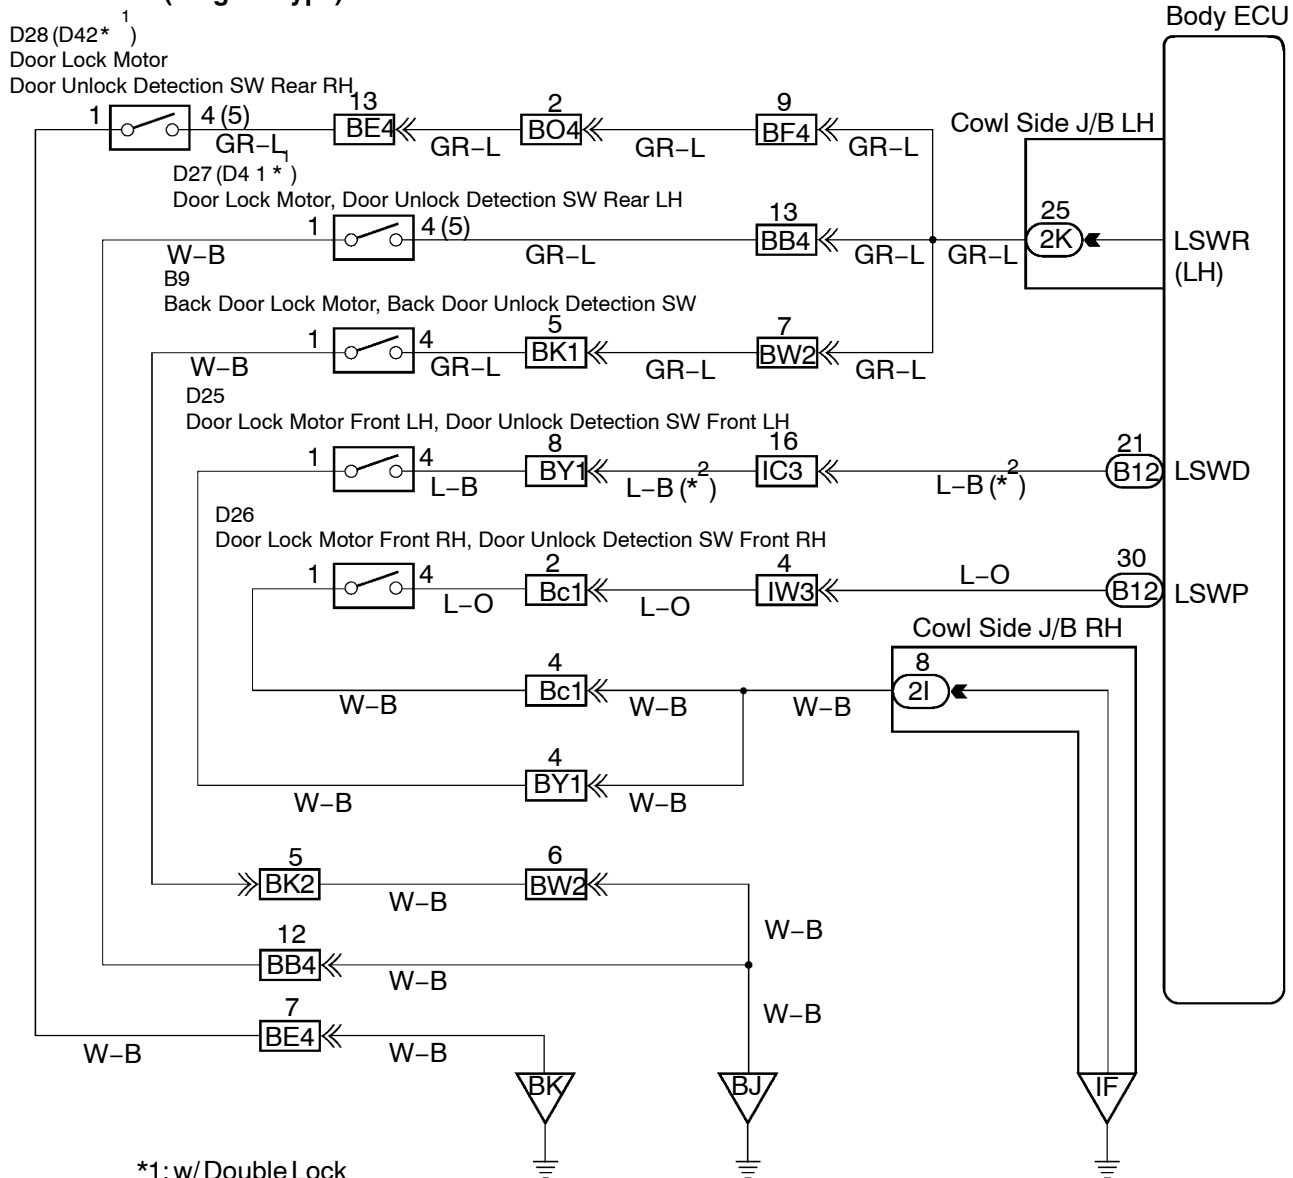 Body ECU
D28 (D42* 1)
Door Lock Motor
Door Unlock Detection SW Rear RH
1 4 (5) 13 2 9
BE4 BO4 BF4
Cowl Side J/B LH
GR-L GR-L GR-L GR-L
D27 (D4 1 * 1)
Door Lock Motor, Door Unlock Detection SW Rear LH
1 4 (5) 13 25
BB4 2K LSWR
W-B GR-L GR-L GR-L (LH)
B9
Back Door Lock Motor, Back Door Unlock Detection SW
1 4 5 7
BK1 BW2
W-B GR-L GR-L GR-L
D25
Door Lock Motor Front LH, Door Unlock Detection SW Front LH
1 4 8 16 21
BY1 IC3 B12 LSWD
L-B L-B (*2) L-B (*2)
D26
Door Lock Motor Front RH, Door Unlock Detection SW Front RH
1 4 2 4 30
Bc1 IW3 L-O B12 LSWP
L-O L-O
Cowl Side J/B RH
4 8
Bc1 2I
W-B W-B W-B
4
BY1
W-B W-B
5 6
BK2 BW2
W-B
W-B
12
BB4
W-B
7 W-B
BE4
W-B W-B
BK BJ IF
*1: w/ Double Lock